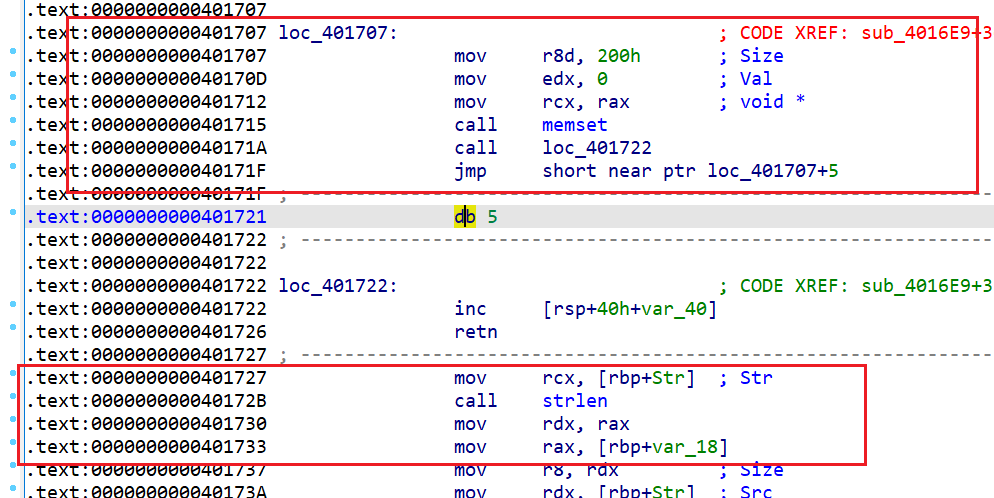 .text:0000000000401707
.text:0000000000401707 loc_401707: ; CODE XREF: sub_4016E9+3
.text:0000000000401707 mov r8d, 200h ; Size
.text:000000000040170D mov edx, 0 ; Val
.text:0000000000401712 mov rcx, rax ; void *
.text:0000000000401715 call memset
.text:000000000040171A call loc_401722
.text:000000000040171F jmp short near ptr loc_401707+5
.text:000000000040171F ; ---------------------------------------------------------------
.text:0000000000401721 db 5
.text:0000000000401722 ; ---------------------------------------------------------------
.text:0000000000401722
.text:0000000000401722 loc_401722: ; CODE XREF: sub_4016E9+3
.text:0000000000401722 inc [rsp+40h+var_40]
.text:0000000000401726 retn
.text:0000000000401727 ; ---------------------------------------------------------------
.text:0000000000401727 mov rcx, [rbp+Str] ; Str
.text:000000000040172B call strlen
.text:0000000000401730 mov rdx, rax
.text:0000000000401733 mov rax, [rbp+var_18]
.text:0000000000401737 mov r8, rdx ; Size
.text:000000000040173A mov rdx, [rbp+Str] ; Src